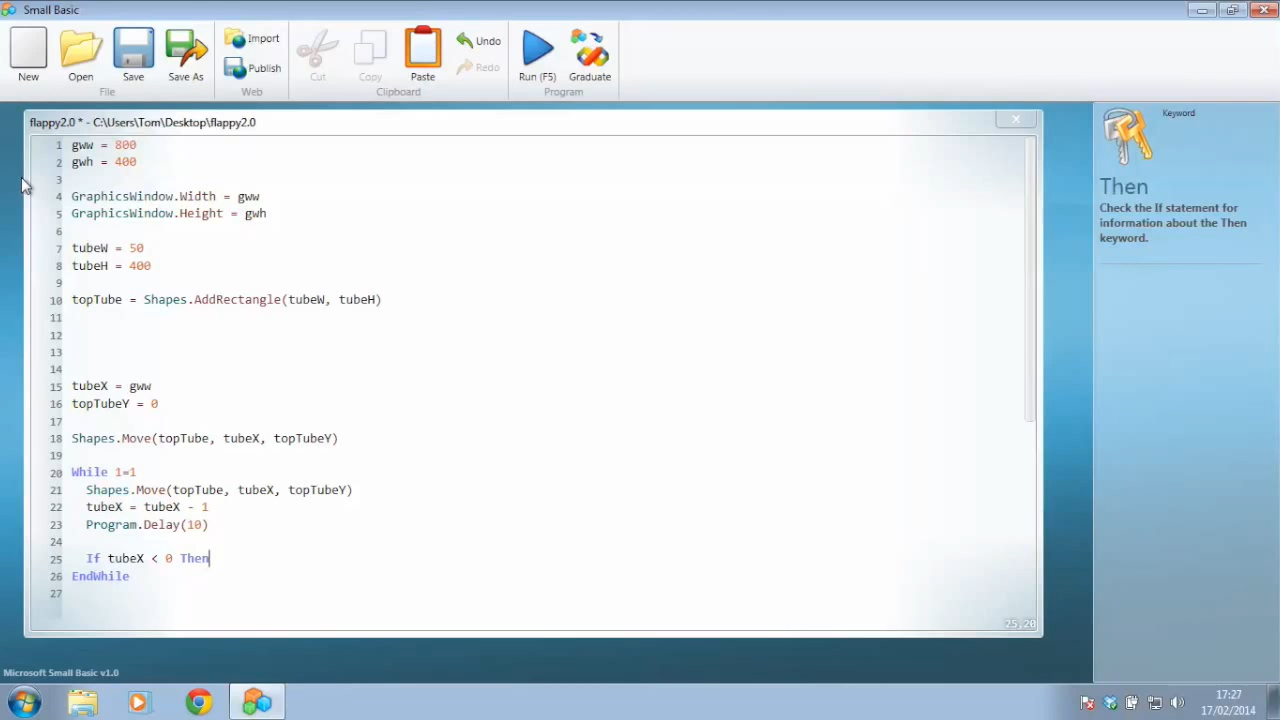 Small Basic
New
Open
Save
Save As
Import
Publish
Cut
Copy
Paste
Undo
Redo
Run (F5)
Graduate
File
Web
Clipboard
Program
flappy2.0 * - C:\Users\Tom\Desktop\flappy2.0
1 gww = 800
2 gwh = 400
3
4 GraphicsWindow.Width = gww
5 GraphicsWindow.Height = gwh
6
7 tubeW = 50
8 tubeH = 400
9
10 topTube = Shapes.AddRectangle(tubeW, tubeH)
11
12
13
14
15 tubeX = gww
16 topTubeY = 0
17
18 Shapes.Move(topTube, tubeX, topTubeY)
19
20 While 1=1
21 Shapes.Move(topTube, tubeX, topTubeY)
22 tubeX = tubeX - 1
23 Program.Delay(10)
24
25 If tubeX < 0 Then
26 EndWhile
27
25,20
Keyword
Then
Check the If statement for
information about the Then
keyword.
Microsoft Small Basic v1.0
17:27
17/02/2014